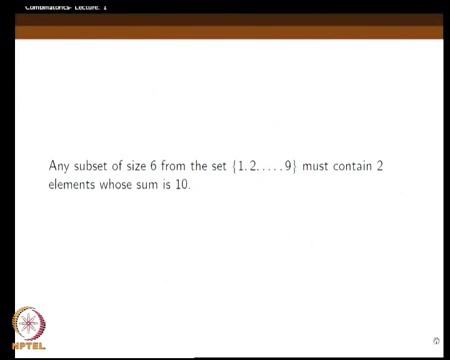 Combinatorics- Lecture: 1
Any subset of size 6 from the set {1.2.....9} must contain 2
elements whose sum is 10.
NPTEL